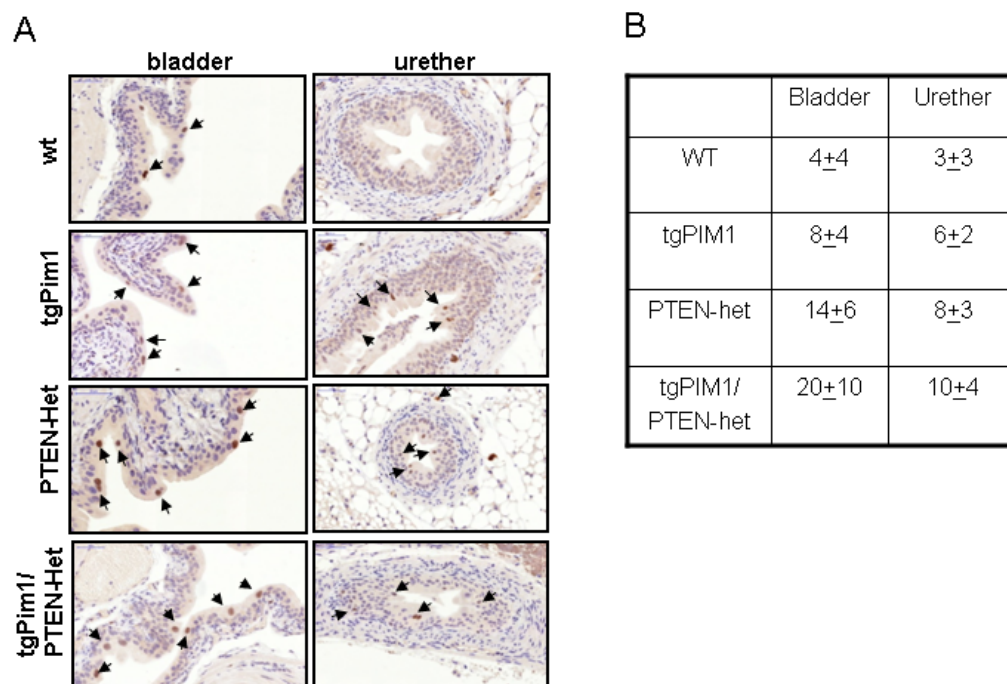 A
bladder urether
wt
tgPim1
PTEN-Het
tgPim1/
PTEN-Het
B
Bladder Urether
WT 4±4 3±3
tgPIM1 8±4 6±2
PTEN-het 14±6 8±3
tgPIM1/
PTEN-het 20±10 10±4